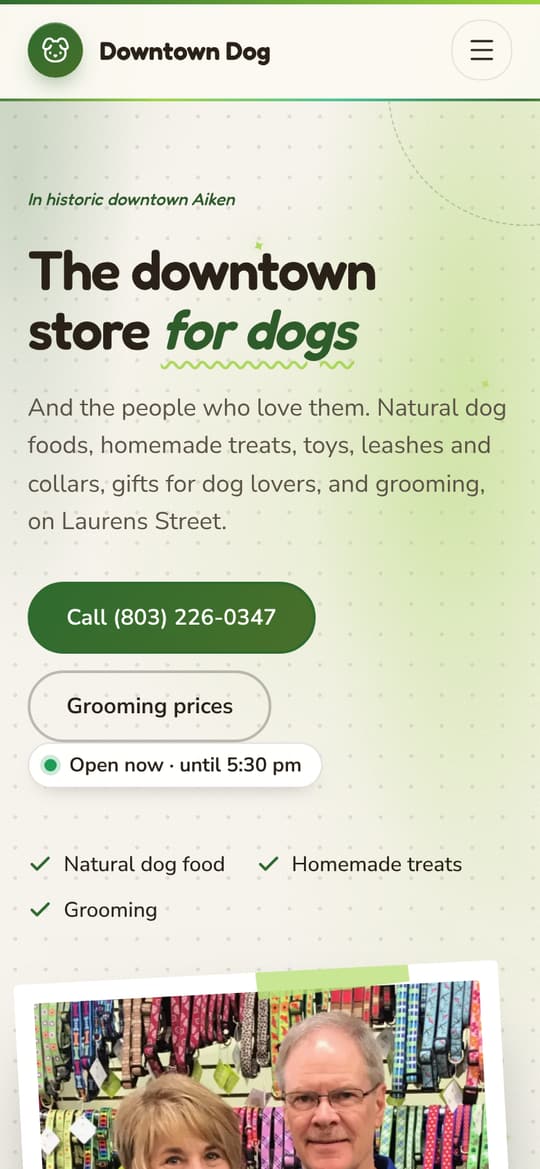 Downtown Dog
In historic downtown Aiken
The downtown
store for dogs
And the people who love them. Natural dog
foods, homemade treats, toys, leashes and
collars, gifts for dog lovers, and grooming,
on Laurens Street.
Call (803) 226-0347
Grooming prices
Open now · until 5:30 pm
Natural dog food
Homemade treats
Grooming